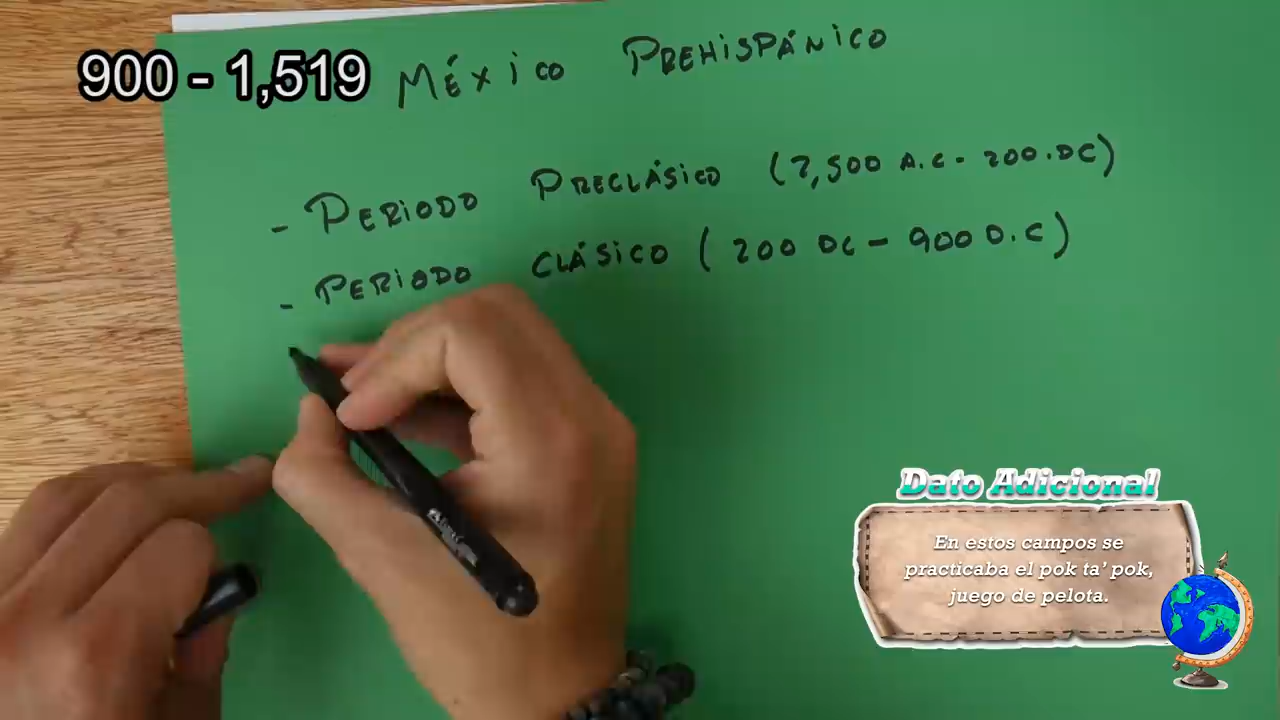 900 - 1,519
México PREHISPÁNICO
- PERIODO PRECLÁSICO (2,500 A.C - 200.DC)
- PERIODO CLÁSICO (200 DC - 900 D.C)
Dato Adicional
En estos campos se
practicaba el pok ta' pok,
juego de pelota.